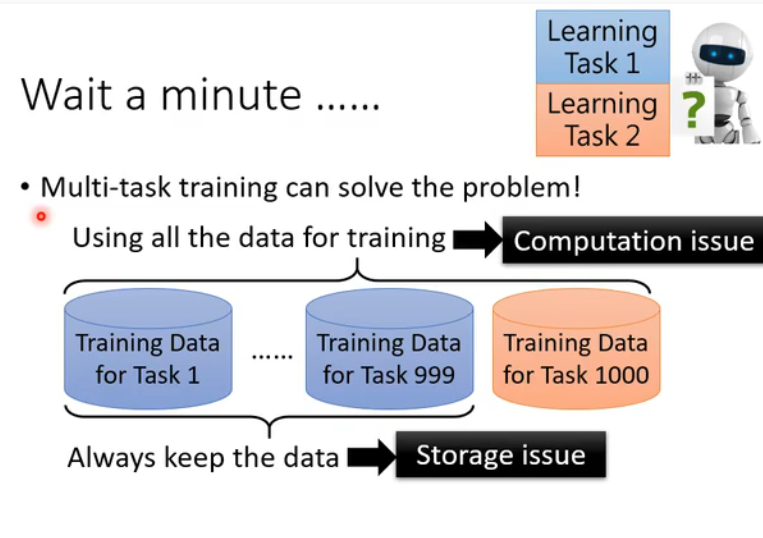 Learning
Task 1
Wait a minute ......
Learning
Task 2
?
• Multi-task training can solve the problem!
Using all the data for training
Computation issue
Training Data
for Task 1
......
Training Data
for Task 999
Training Data
for Task 1000
Always keep the data
Storage issue